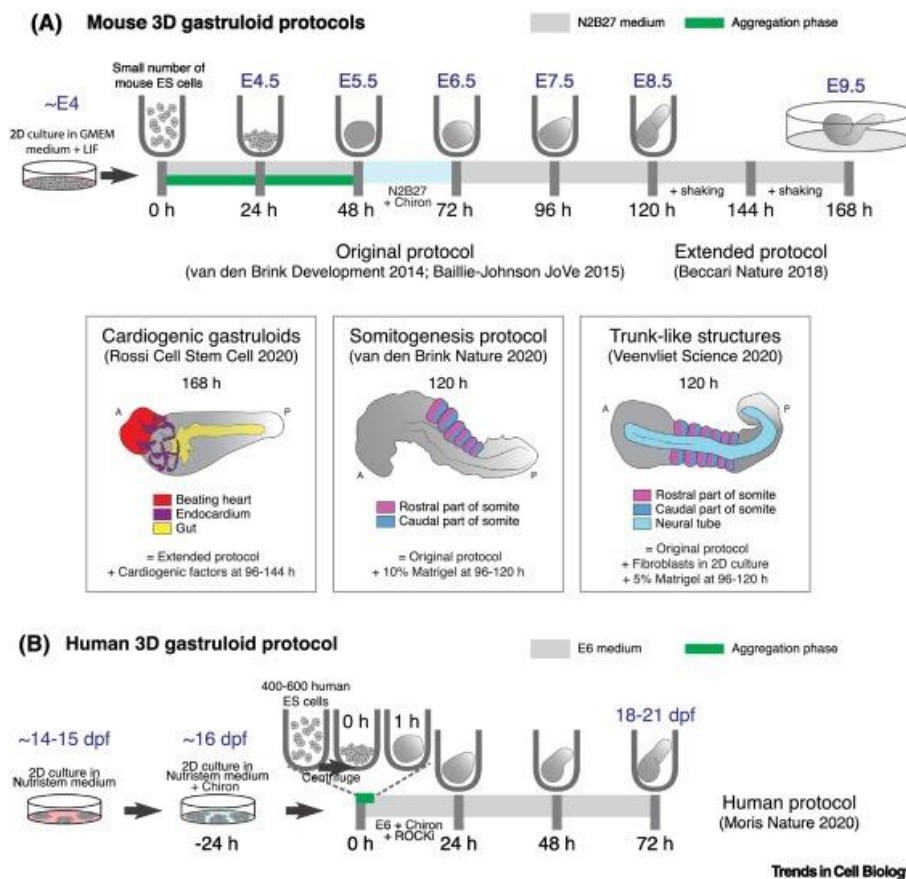 (A) Mouse 3D gastruloid protocols
N2B27 medium
Aggregation phase
Small number of
mouse ES cells
~E4
E4.5
E5.5
E6.5
E7.5
E8.5
E9.5
2D culture in GMEM
medium + LIF
N2B27
+ Chiron
+ shaking
+ shaking
0 h
24 h
48 h
72 h
96 h
120 h
144 h
168 h
Original protocol
(van den Brink Development 2014; Baillie-Johnson JoVe 2015)
Extended protocol
(Beccari Nature 2018)
Cardiogenic gastruloids
(Rossi Cell Stem Cell 2020)
168 h
A
P
Beating heart
Endocardium
Gut
= Extended protocol
+ Cardiogenic factors at 96-144 h
Somitogenesis protocol
(van den Brink Nature 2020)
120 h
A
P
Rostral part of somite
Caudal part of somite
= Original protocol
+ 10% Matrigel at 96-120 h
Trunk-like structures
(Veenvliet Science 2020)
120 h
A
P
Rostral part of somite
Caudal part of somite
Neural tube
= Original protocol
+ Fibroblasts in 2D culture
+ 5% Matrigel at 96-120 h
(B) Human 3D gastruloid protocol
E6 medium
Aggregation phase
400-600 human
ES cells
0 h
1 h
Centrifuge
~14-15 dpf
~16 dpf
18-21 dpf
2D culture in
Nutristem medium
2D culture in
Nutristem medium
+ Chiron
-24 h
E6 + Chiron
+ ROCKi
0 h
24 h
48 h
72 h
Human protocol
(Moris Nature 2020)
Trends in Cell Biology